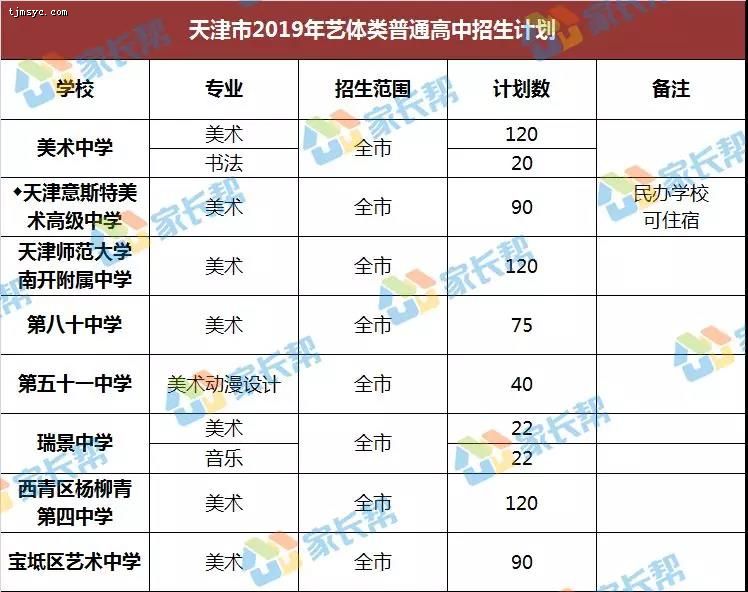 tjmsyc.com
天津市2019年艺体类普通高中招生计划
学校 专业 招生范围 计划数 备注
美术中学 美术 全市 120
书法 20
◆天津意斯特美
术高级中学 美术 全市 90 民办学校
可住宿
天津师范大学
南开附属中学 美术 全市 120
第八十中学 美术 全市 75
第五十一中学 美术动漫设计 全市 40
瑞景中学 美术 全市 22
音乐 22
西青区杨柳青
第四中学 美术 全市 120
宝坻区艺术中学 美术 全市 90
家长帮
家长帮
家长帮
家长帮
家长帮
家长帮
家长帮
家长帮
家长帮
家长帮
家长帮